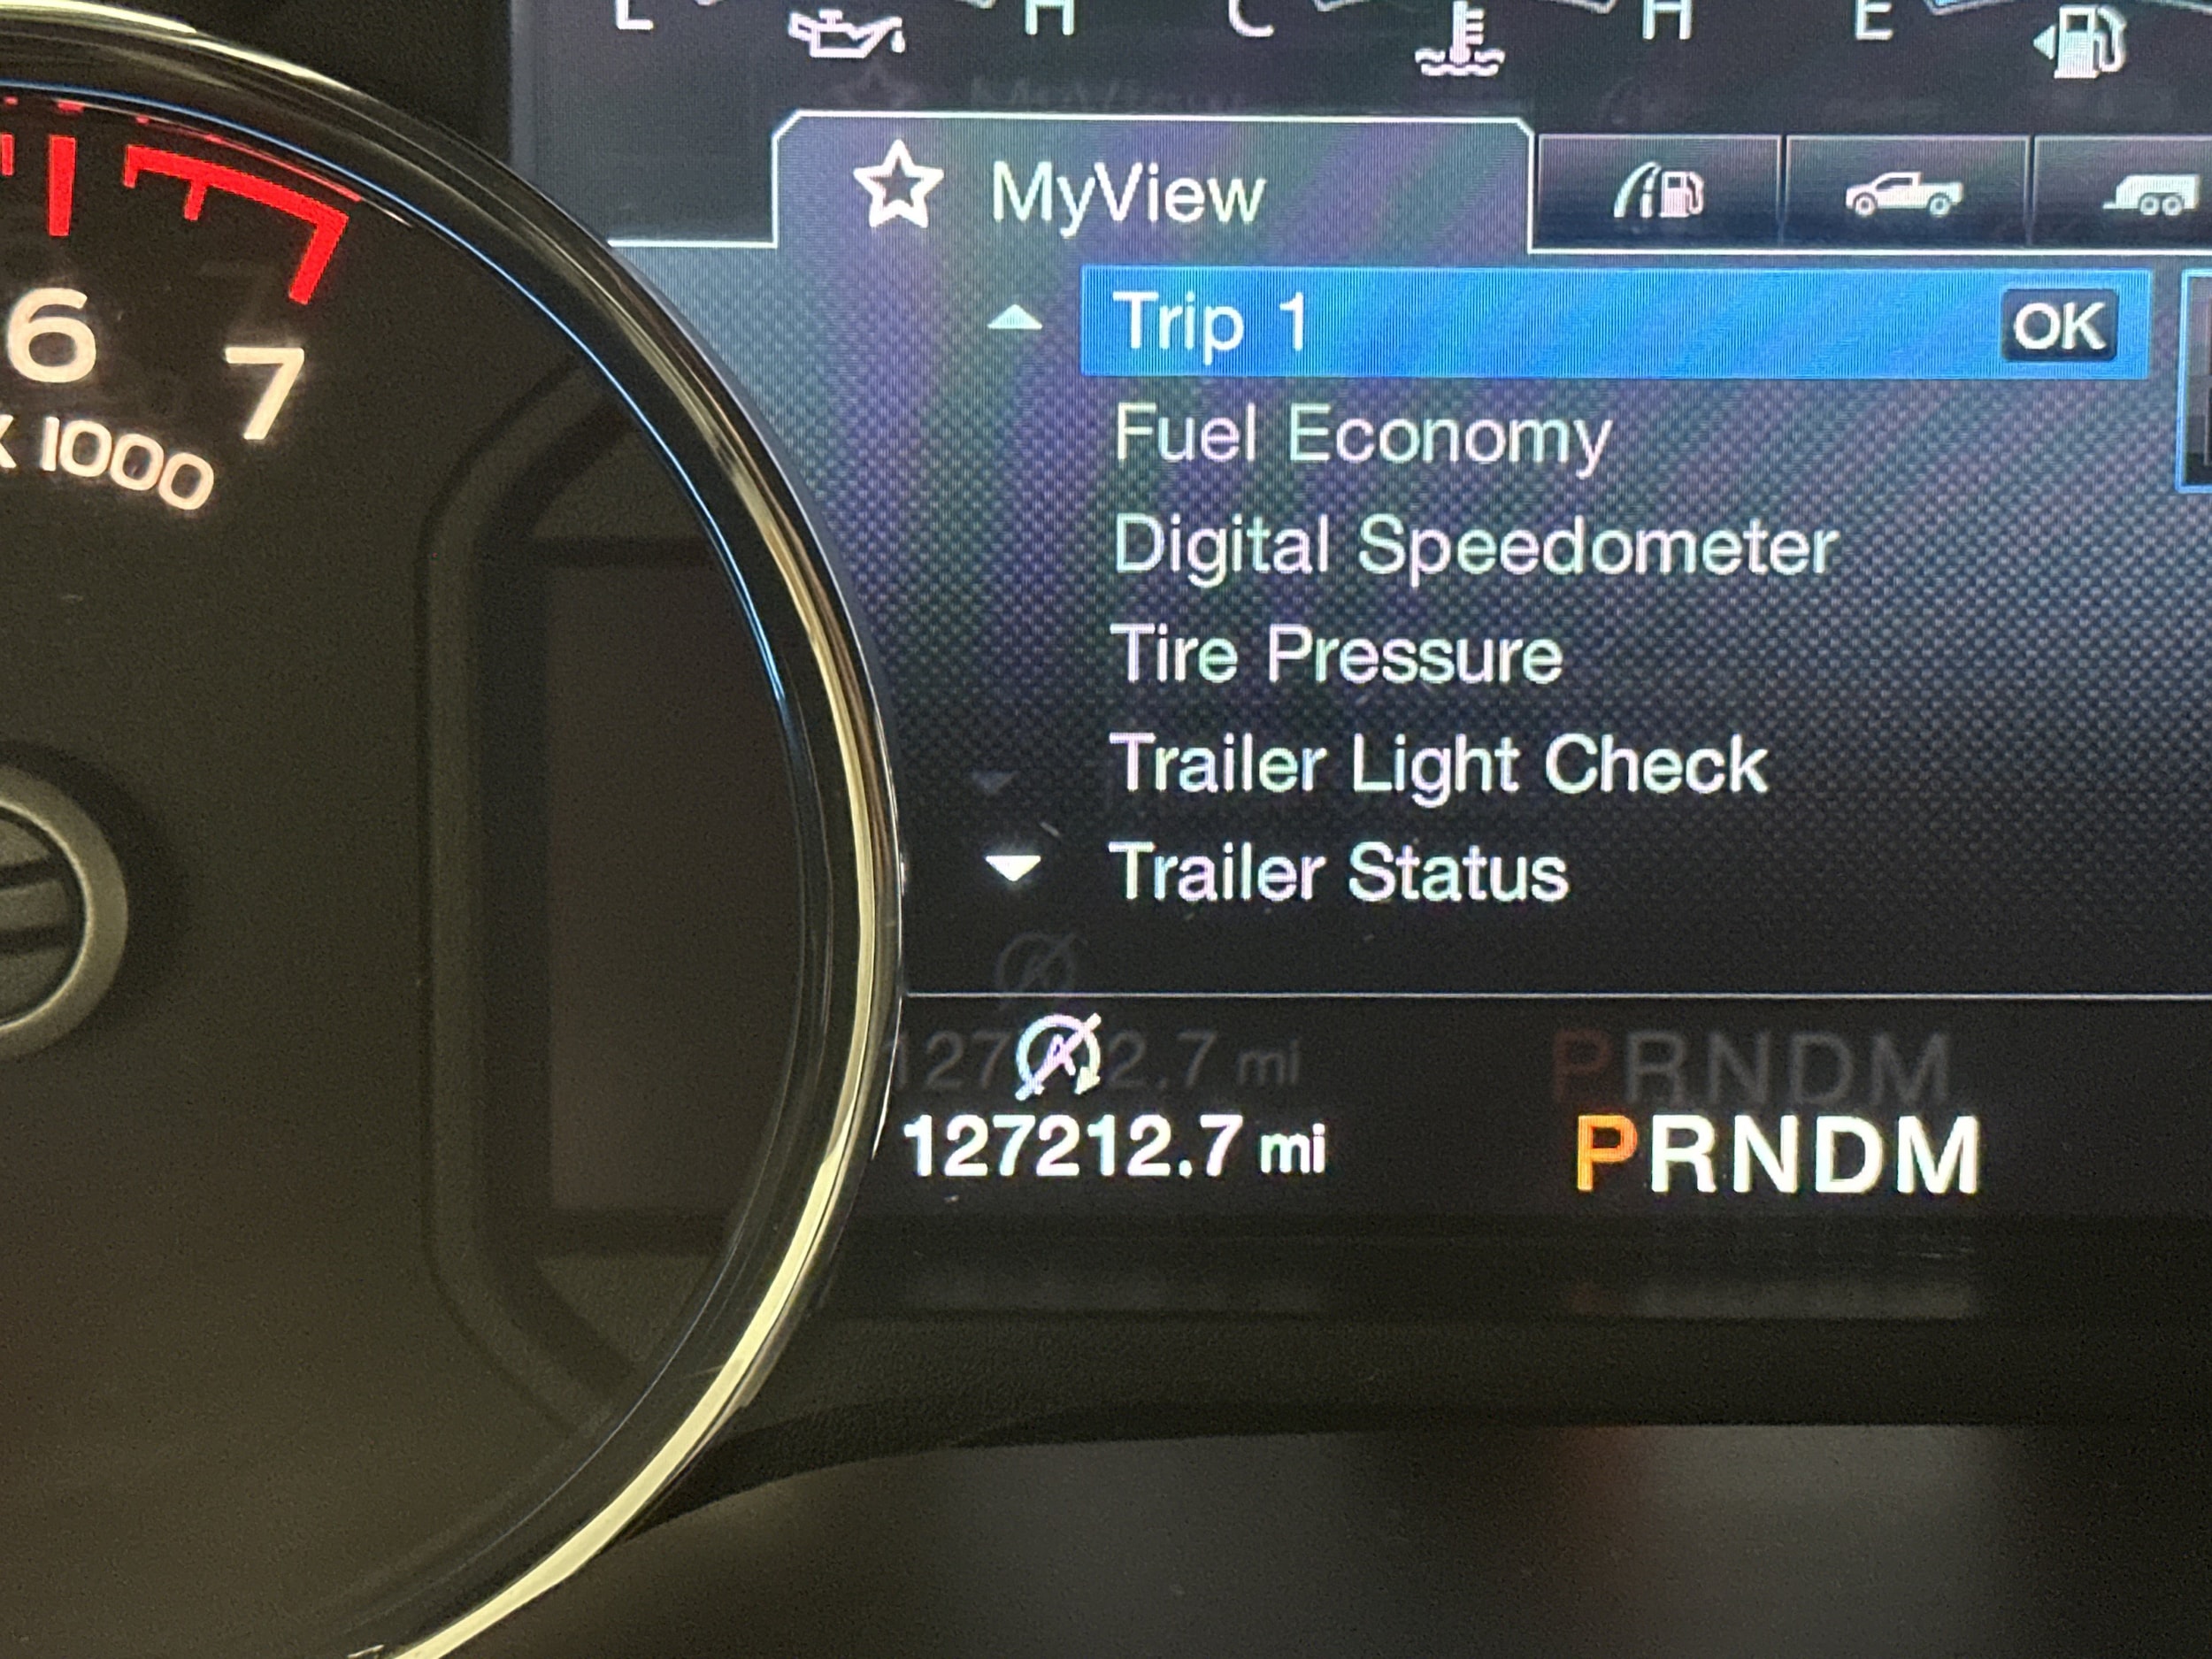 L H C H E
MyView
6 7
X 1000
Trip 1 OK
Fuel Economy
Digital Speedometer
Tire Pressure
Trailer Light Check
Trailer Status
A
127212.7 mi PRNDM